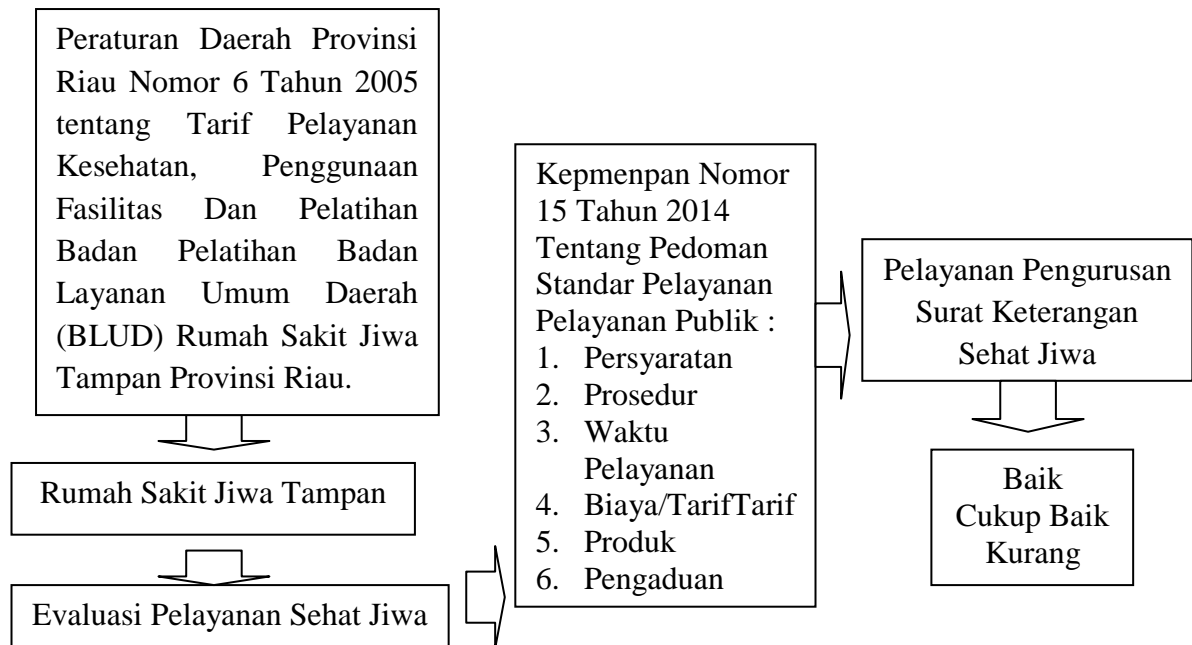 Peraturan Daerah Provinsi
Riau Nomor 6 Tahun 2005
tentang Tarif Pelayanan
Kesehatan, Penggunaan
Fasilitas Dan Pelatihan
Badan Pelatihan Badan
Layanan Umum Daerah
(BLUD) Rumah Sakit Jiwa
Tampan Provinsi Riau.
Rumah Sakit Jiwa Tampan
Evaluasi Pelayanan Sehat Jiwa
Kepmenpan Nomor
15 Tahun 2014
Tentang Pedoman
Standar Pelayanan
Pelayanan Publik :
1. Persyaratan
2. Prosedur
3. Waktu
Pelayanan
4. Biaya/TarifTarif
5. Produk
6. Pengaduan
Pelayanan Pengurusan
Surat Keterangan
Sehat Jiwa
Baik
Cukup Baik
Kurang